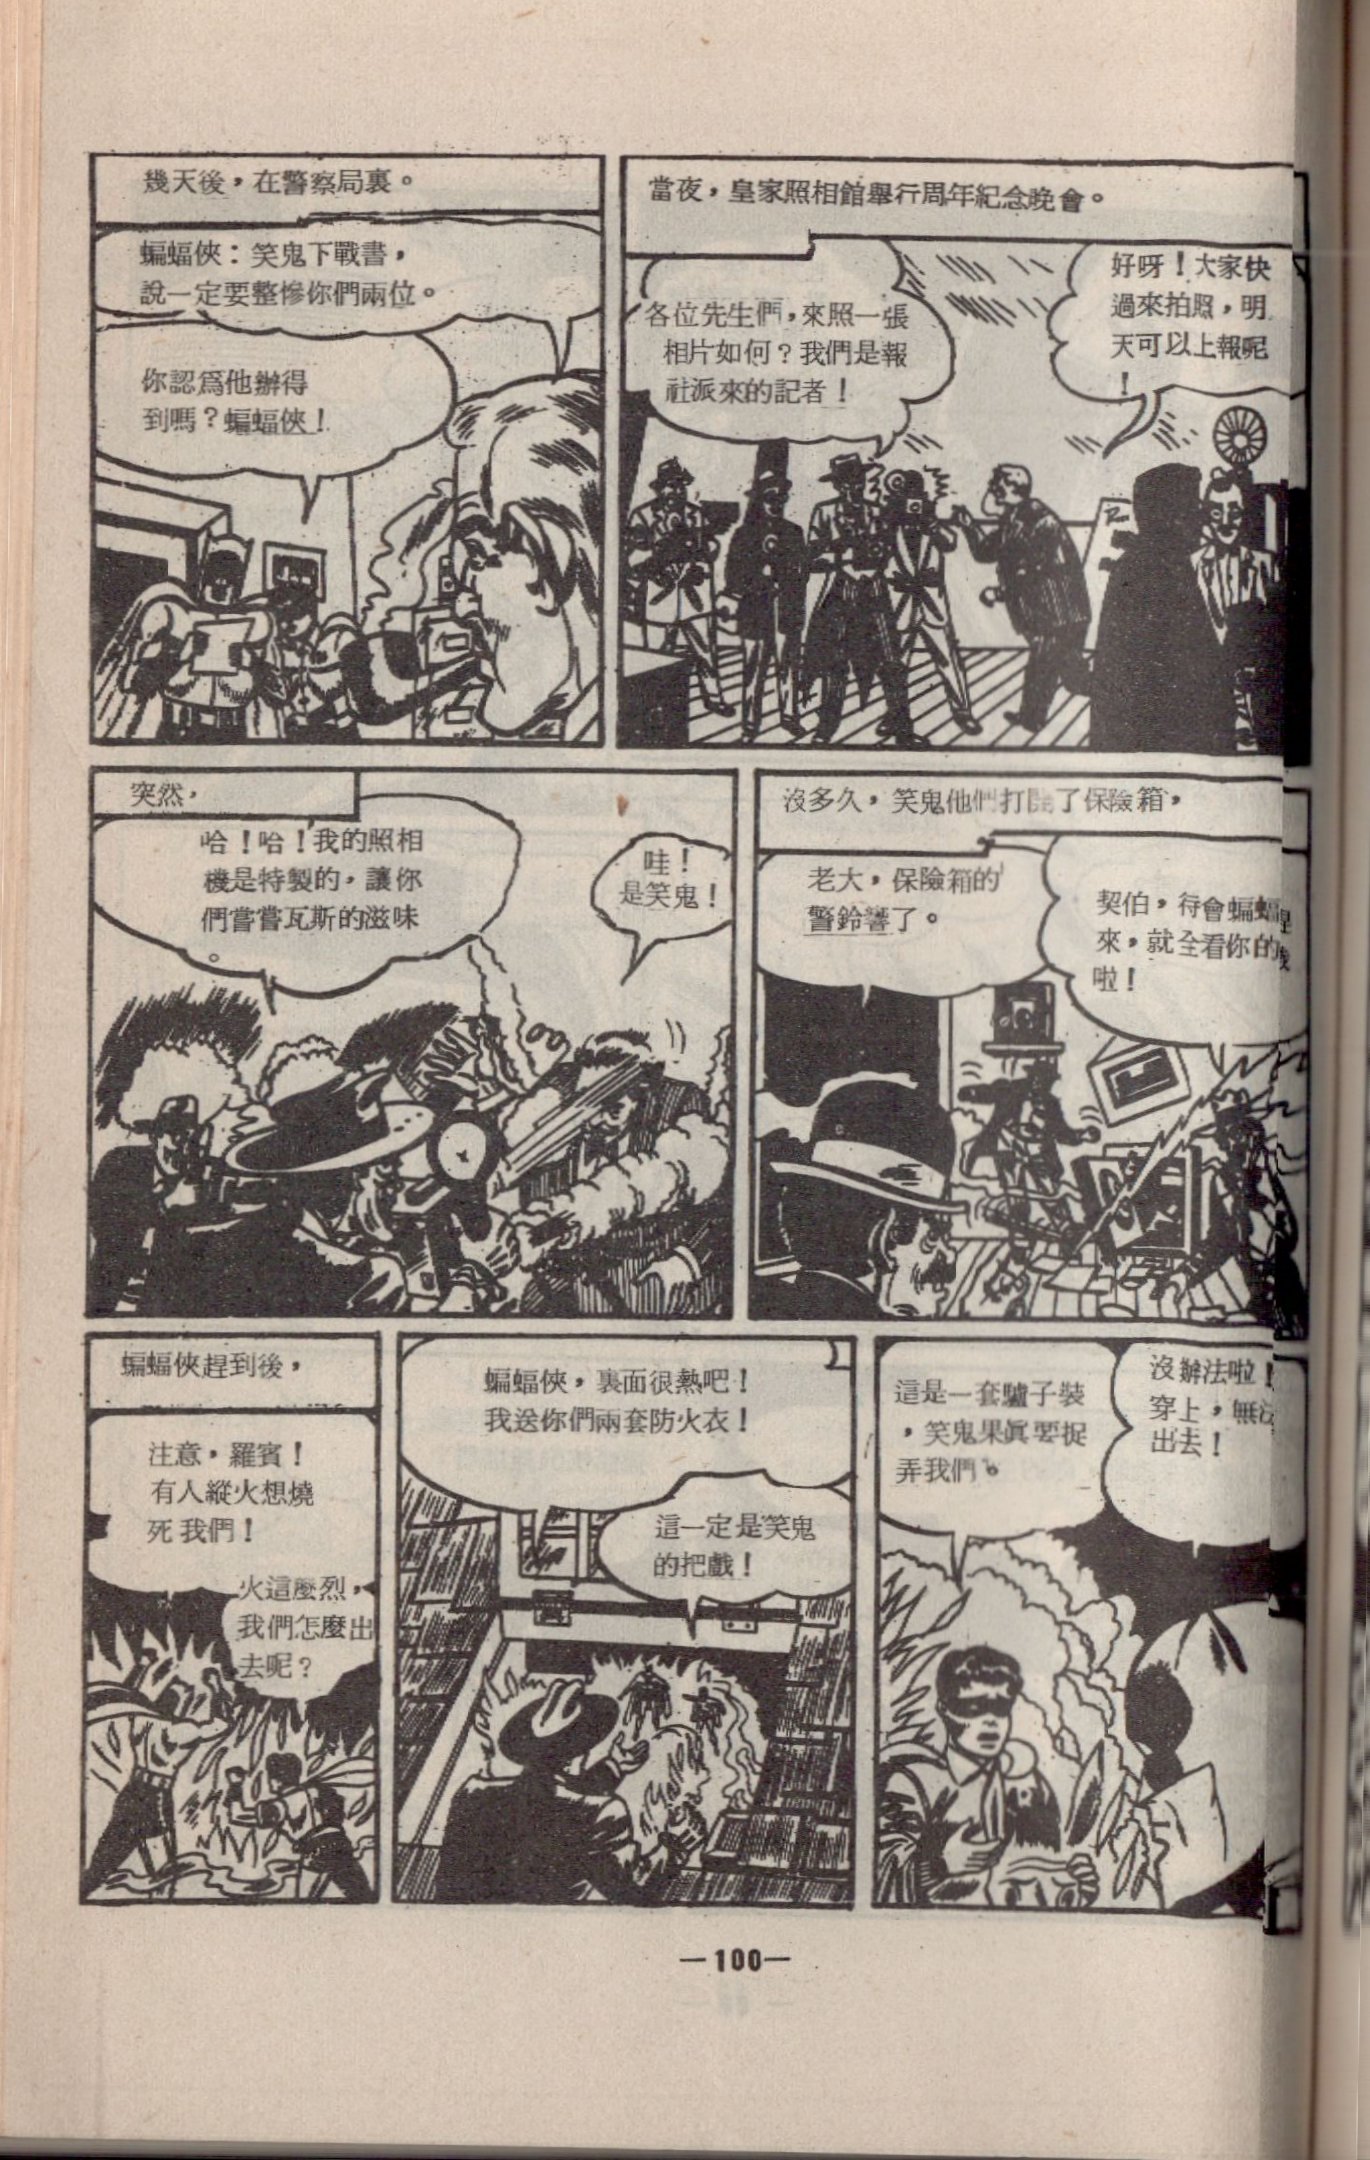 幾天後，在警察局裏。
蝙蝠俠：笑鬼下戰書，
說一定要整慘你們兩位。
你認爲他辦得
到嗎？蝙蝠俠！
當夜，皇家照相館舉行周年紀念晚會。
各位先生們，來照一張
相片如何？我們是報
社派來的記者！
好呀！大家快
過來拍照，明
天可以上報呢
！
突然，
哈！哈！我的照相
機是特製的，讓你
們嘗嘗瓦斯的滋味
。
哇！
是笑鬼！
沒多久，笑鬼他們打開了保險箱，
老大，保險箱的
警鈴響了。
契伯，待會蝙蝠
來，就全看你的
啦！
蝙蝠俠趕到後，
注意，羅賓！
有人縱火想燒
死我們！
火這麼烈，
我們怎麼出
去呢？
蝙蝠俠，裏面很熱吧！
我送你們兩套防火衣！
這一定是笑鬼
的把戲！
這是一套驢子裝
，笑鬼果眞要捉
弄我們。
沒辦法啦！
穿上，無法
出去！
—100—